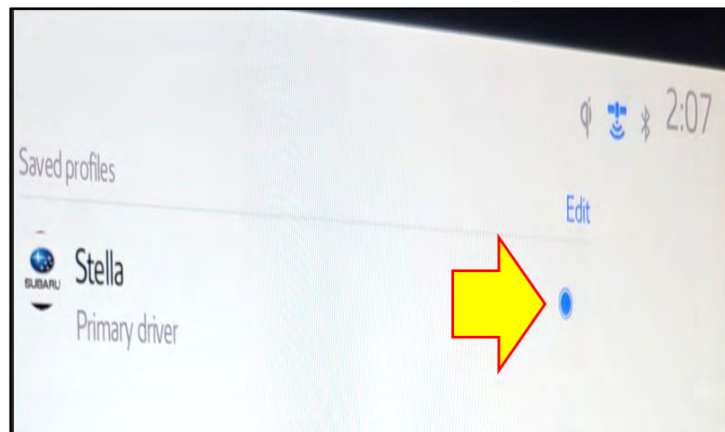 2:07
Saved profiles
Edit
SUBARU
Stella
Primary driver